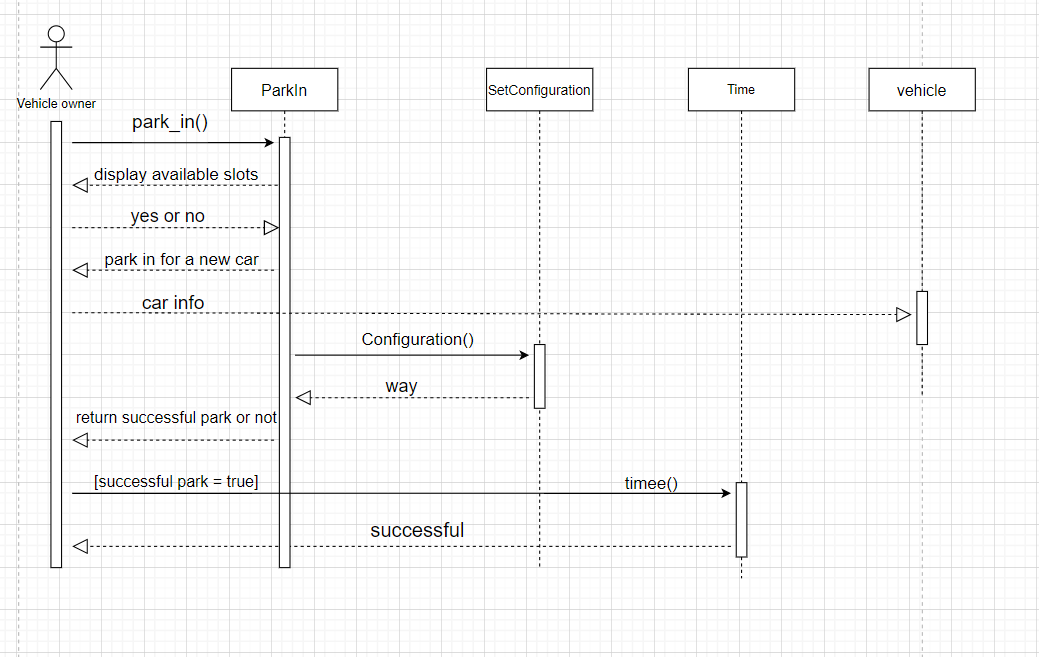 Vehicle owner
ParkIn
SetConfiguration
Time
vehicle
park_in()
display available slots
yes or no
park in for a new car
car info
Configuration()
way
return successful park or not
[successful park = true]
timee()
successful